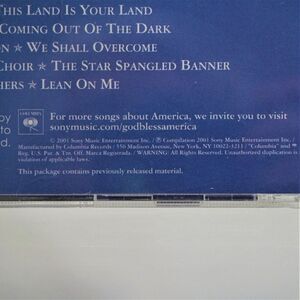 THIS LAND IS YOUR LAND
COMING OUT OF THE DARK
ON ★ WE SHALL OVERCOME
CHOIR ★ THE STAR SPANGLED BANNER
HERS ★ LEAN ON ME
COLUMBIA
For more songs about America, we invite you to visit
sonymusic.com/godblessamerica
y
to
d.
© 2001 Sony Music Entertainment Inc. / ℗ Compilation 2001 Sony Music Entertainment Inc. /
Manufactured by Columbia Records / 550 Madison Avenue, New York, NY 10022-3211 / "Columbia" and
Reg. U.S. Pat. & Tm. Off. Marca Registrada. / WARNING: All Rights Reserved. Unauthorized duplication is
violation of applicable laws.
This package contains previously released material.